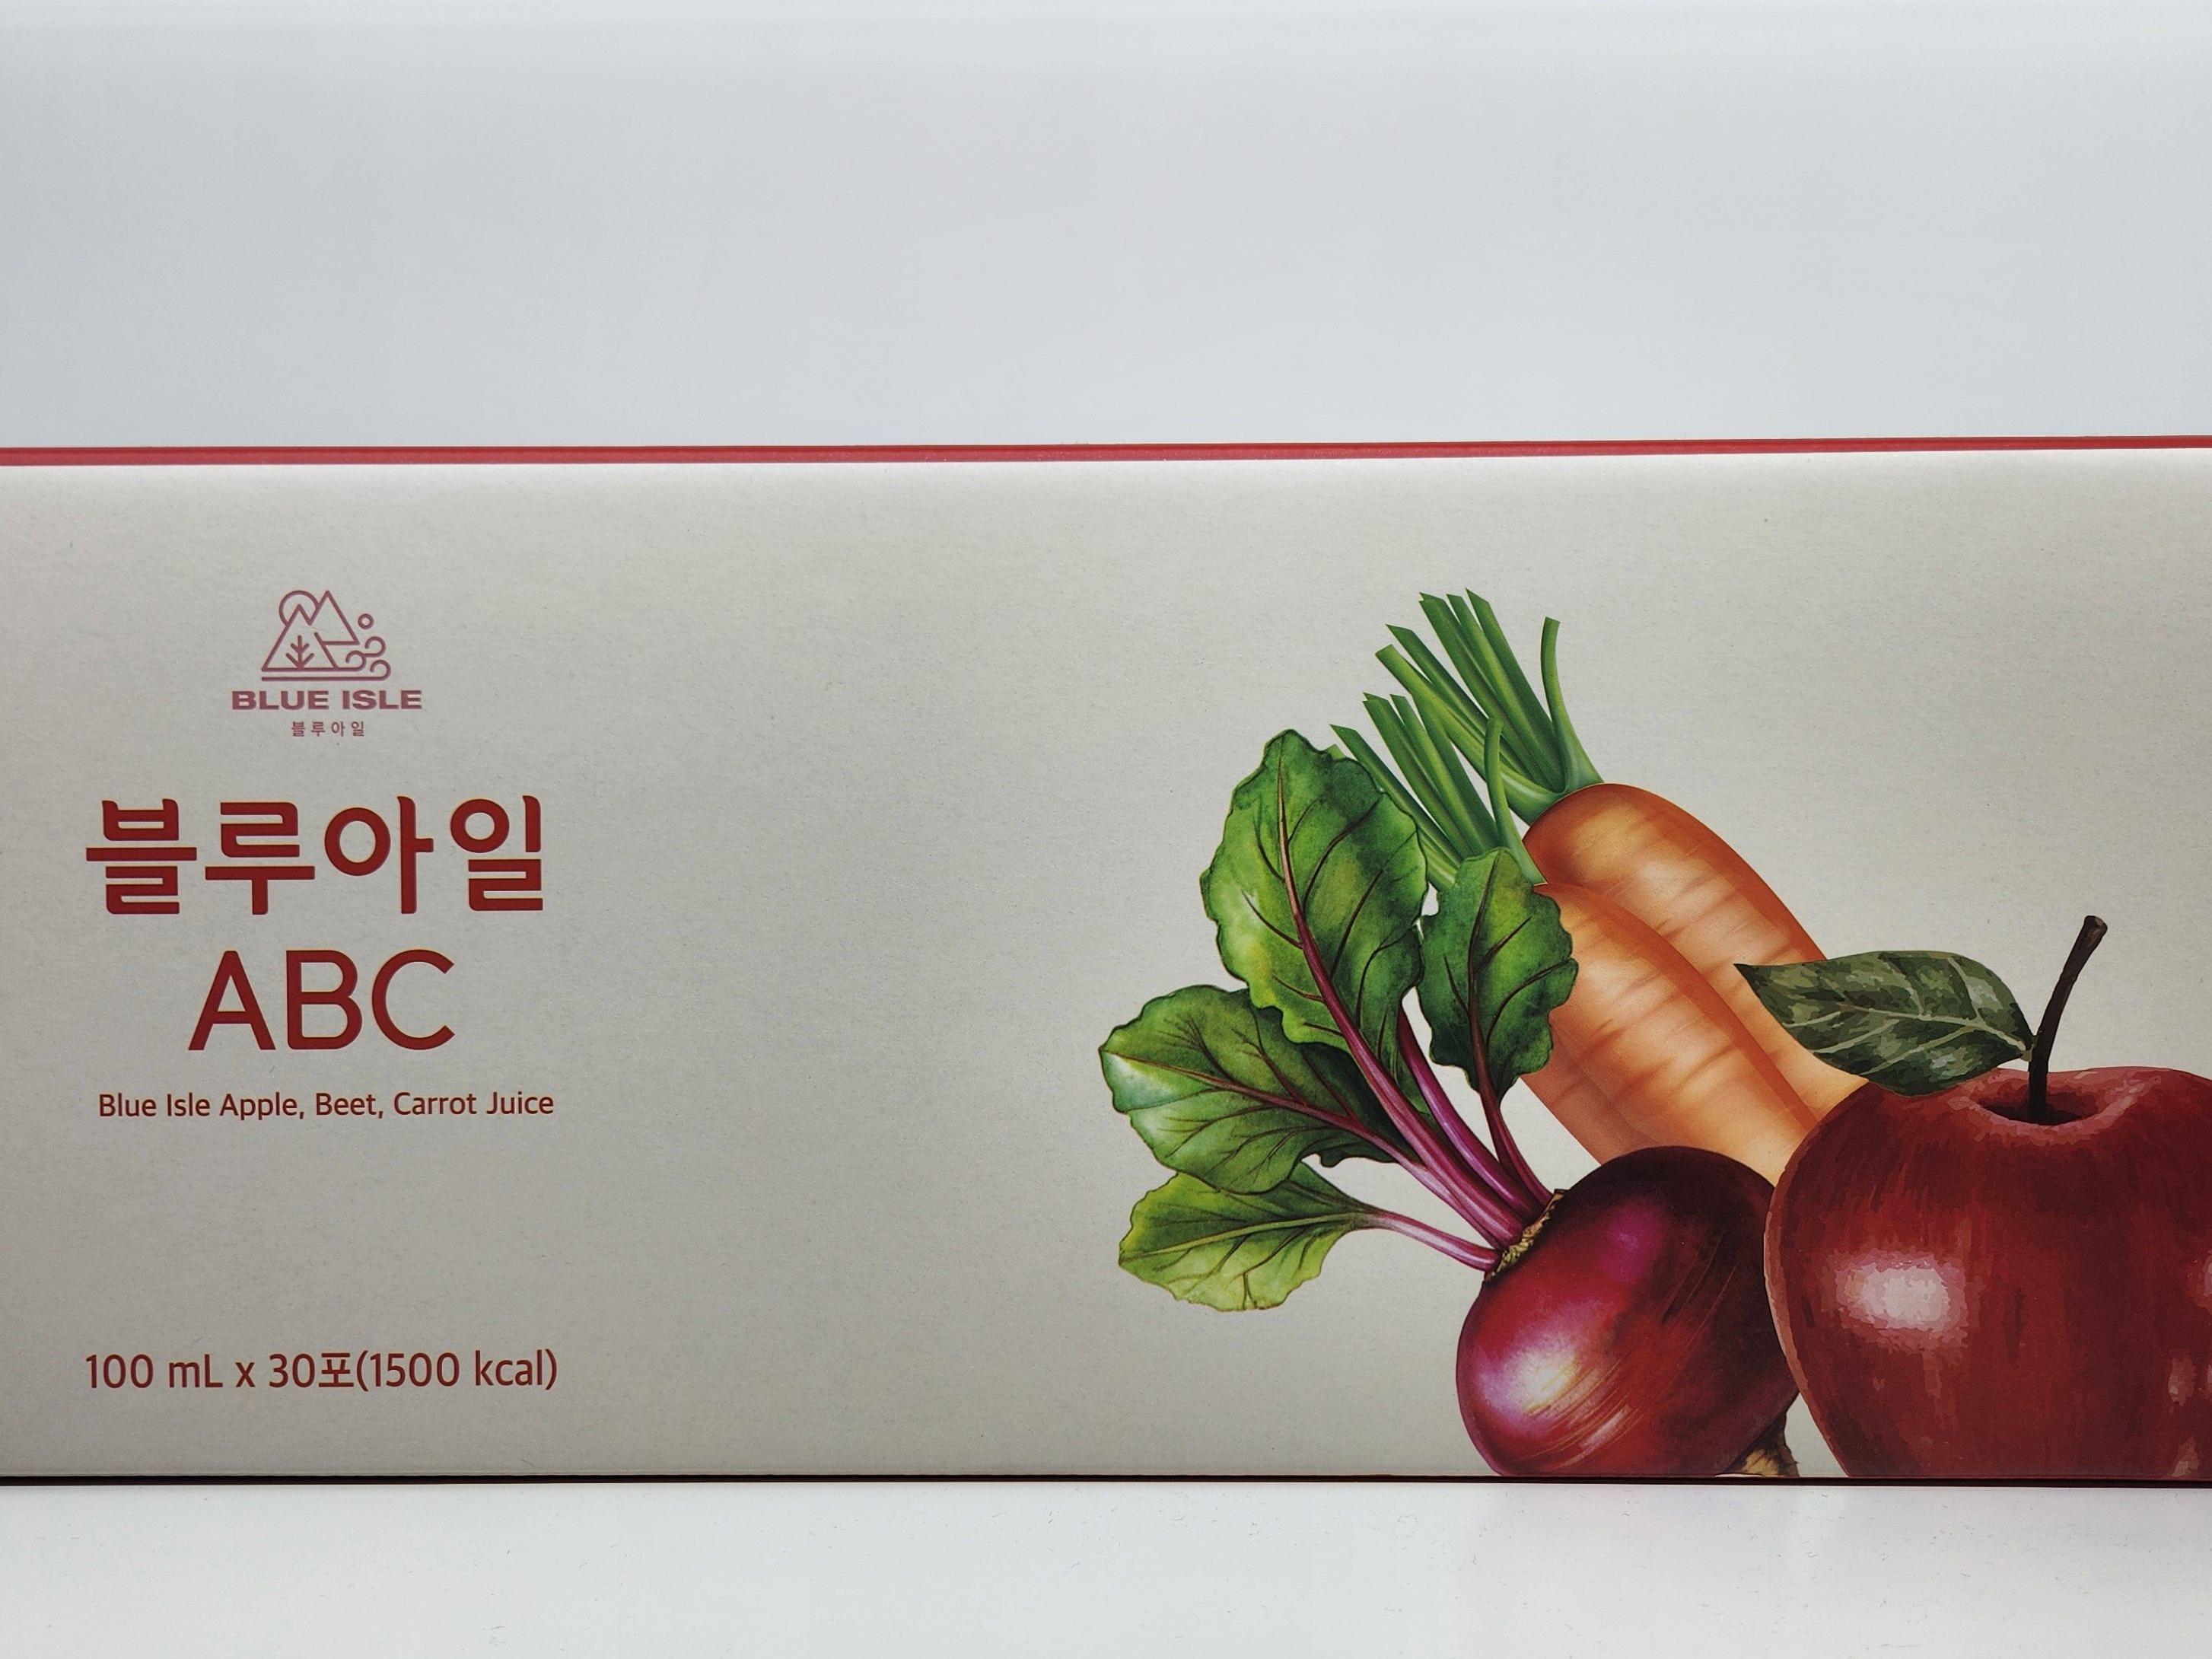 BLUE ISLE
블루아일
블루아일
ABC
Blue Isle Apple, Beet, Carrot Juice
100 mL x 30포(1500 kcal)